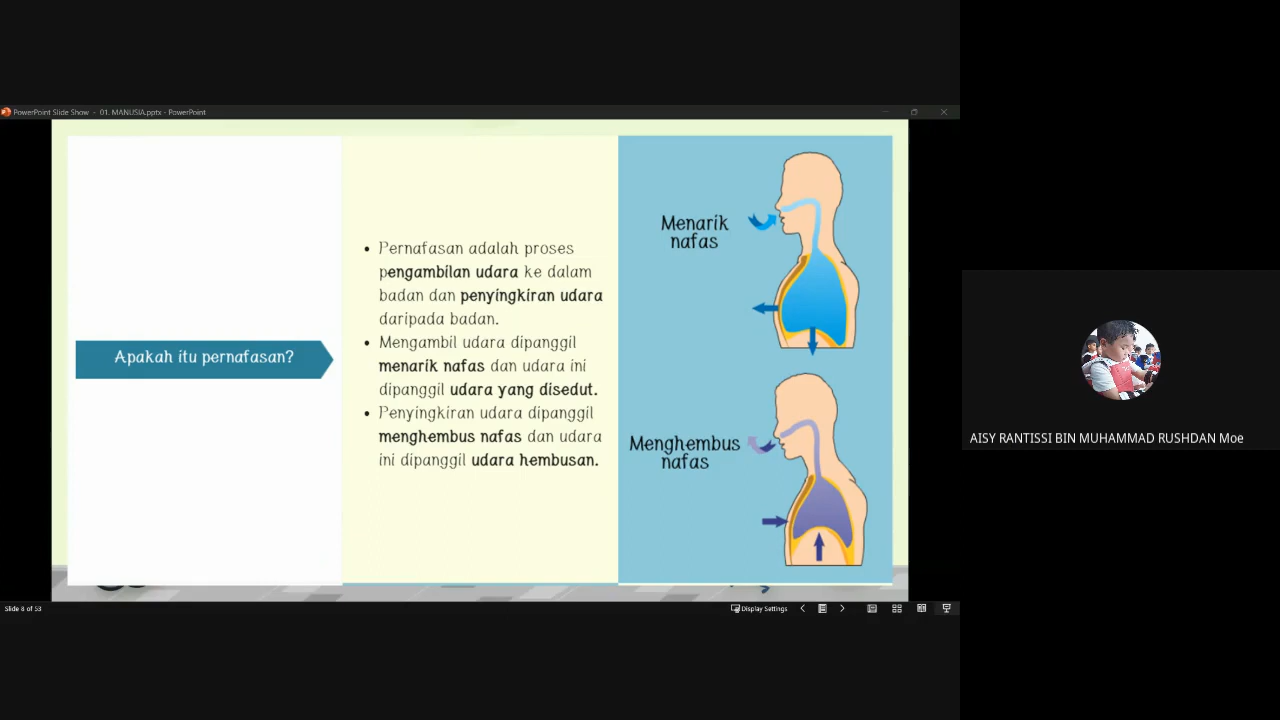 PowerPoint Slide Show - 01. MANUSIA.pptx - PowerPoint
Apakah itu pernafasan?
• Pernafasan adalah proses
pengambilan udara ke dalam
badan dan penyingkiran udara
daripada badan.
• Mengambil udara dipanggil
menarik nafas dan udara ini
dipanggil udara yang disedut.
• Penyingkiran udara dipanggil
menghembus nafas dan udara
ini dipanggil udara hembusan.
Menarik
nafas
Menghembus
nafas
AISY RANTISSI BIN MUHAMMAD RUSHDAN Moe
Slide 8 of 53
Display Settings